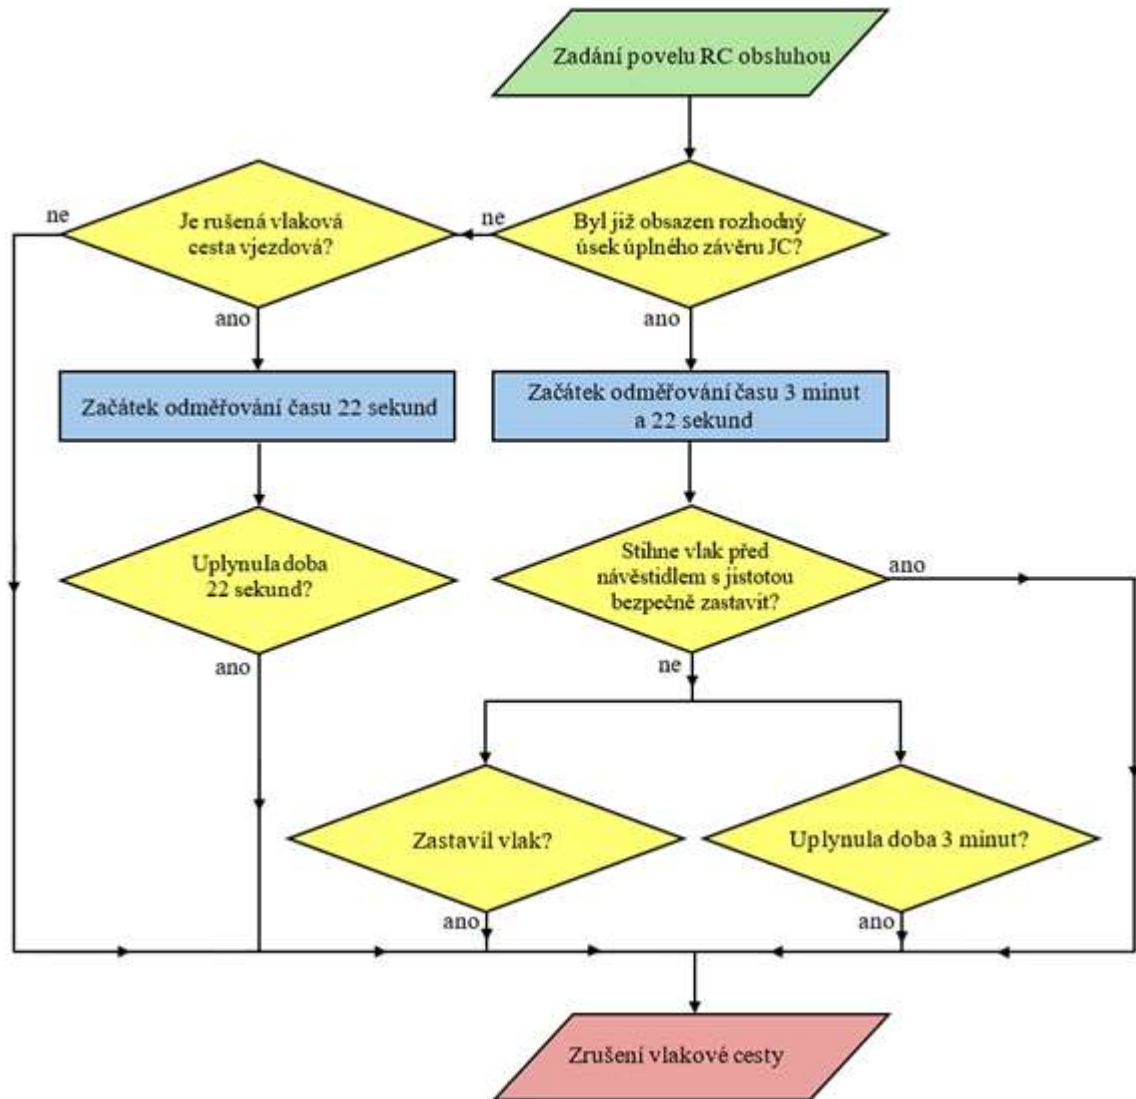 Zadání povelu RC obsluhou
ne
Je rušená vlaková
cesta vjezdová?
ne
Byl již obsazen rozhodný
úsek úplného závěru JC?
ano
ano
Začátek odměřování času 22 sekund
Začátek odměřování času 3 minut
a 22 sekund
Uplynula doba
22 sekund?
Stihne vlak před
návěstidlem s jistotou
bezpečně zastavit?
ano
ano
ne
Zastavil vlak?
Uplynula doba 3 minut?
ano
ano
Zrušení vlakové cesty